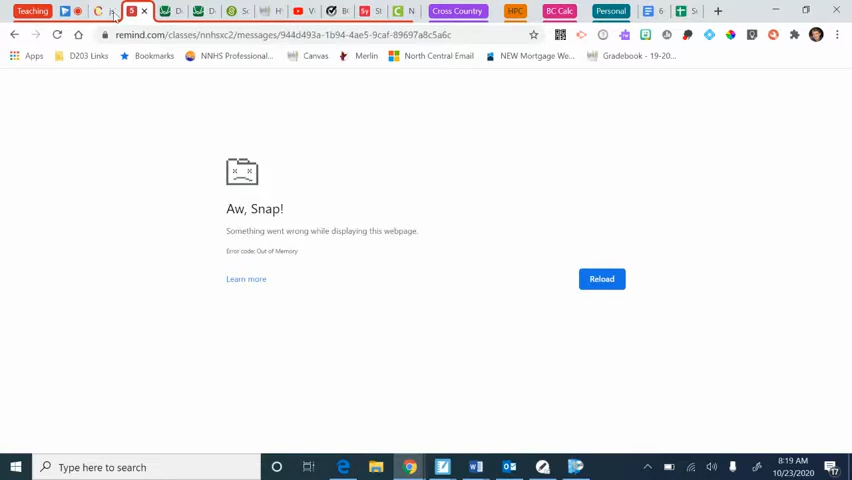 Teaching
5
Cross Country
HPC
BC Calc
Personal
remind.com/classes/nnhsxc2/messages/944d493a-1b94-4ae5-9caf-89697a8c5a6c
Apps D203 Links Bookmarks NNHS Professional... Canvas Merlin North Central Email NEW Mortgage We... Gradebook - 19-20...
Aw, Snap!
Something went wrong while displaying this webpage.
Error code: Out of Memory
Learn more
Reload
Type here to search
8:19 AM
10/23/2020
17